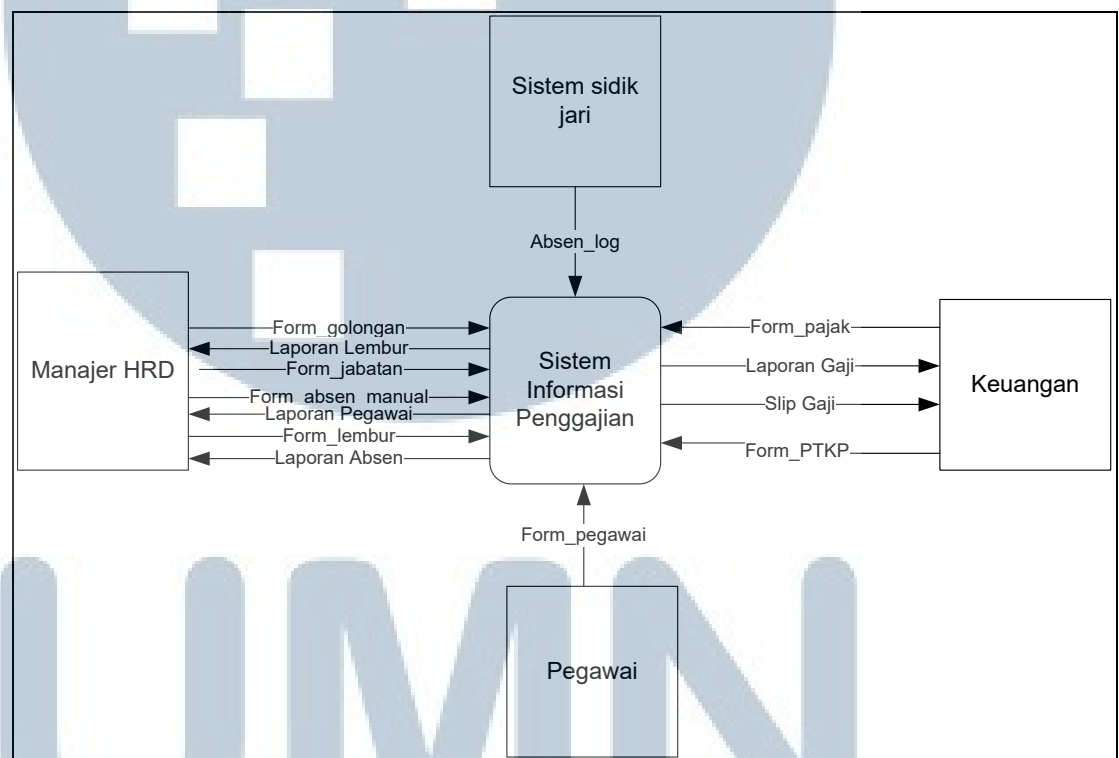 Sistem sidik
jari
Absen_log
Manajer HRD
Form_golongan
Laporan Lembur
Form_jabatan
Form_absen_manual
Laporan Pegawai
Form_lembur
Laporan Absen
Sistem
Informasi
Penggajian
Form_pajak
Laporan Gaji
Slip Gaji
Form_PTKP
Keuangan
Form_pegawai
Pegawai
UMN